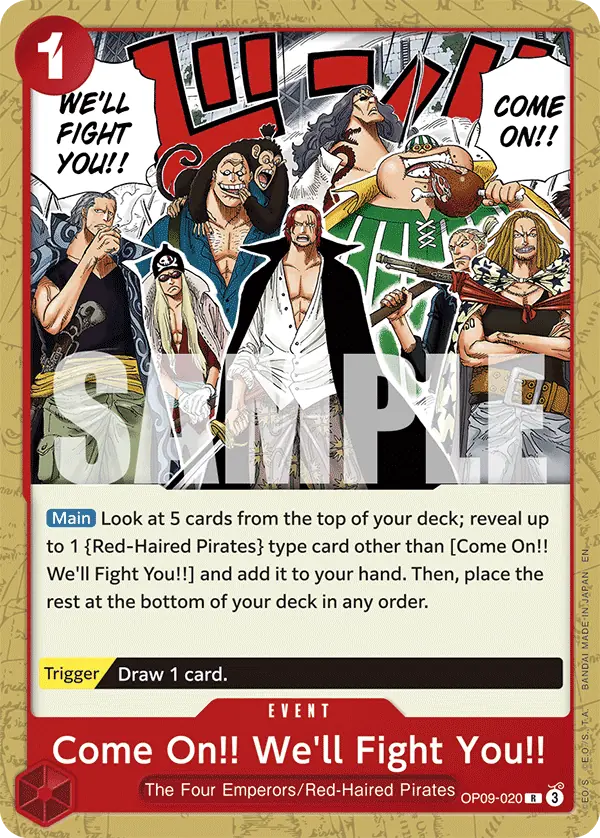 1
WE'LL
FIGHT
YOU!!
COME
ON!!
SAMPLE
Main Look at 5 cards from the top of your deck; reveal up
to 1 {Red-Haired Pirates} type card other than [Come On!!
We'll Fight You!!] and add it to your hand. Then, place the
rest at the bottom of your deck in any order.
Trigger Draw 1 card.
EVENT
Come On!! We'll Fight You!!
The Four Emperors/Red-Haired Pirates
OP09-020 R 3
©E.O./S. ©E.O./S.,T.A. BANDAI MADE IN JAPAN EN